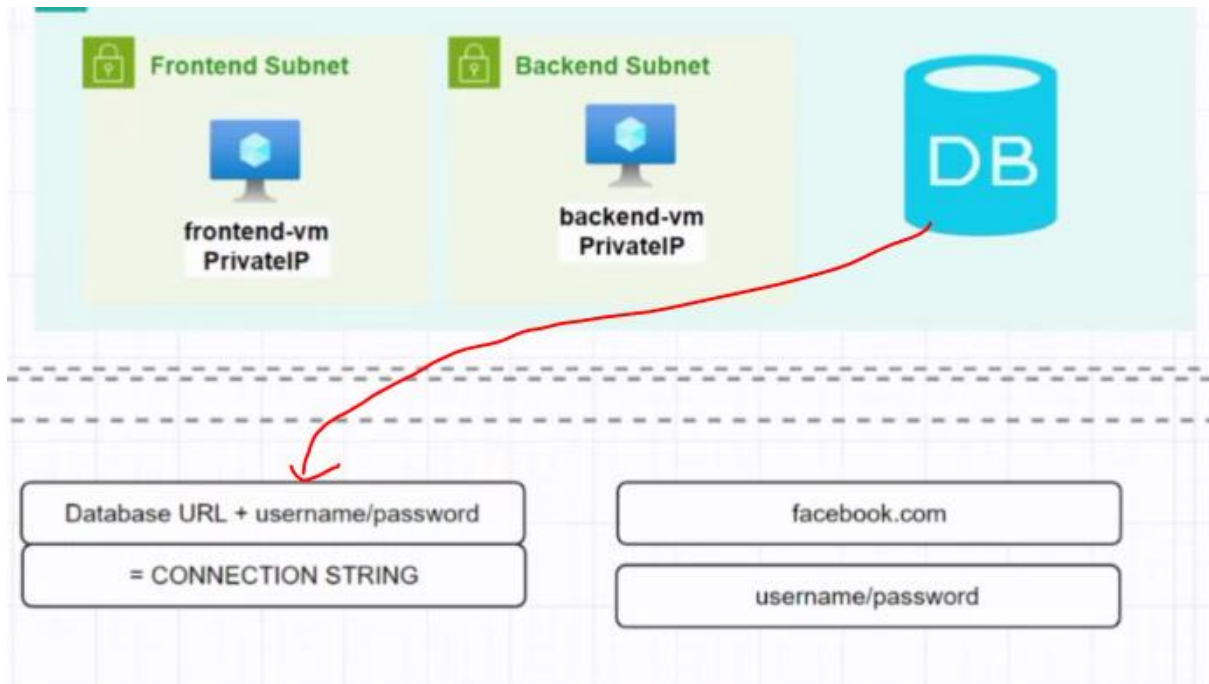 Frontend Subnet
Backend Subnet
DB
frontend-vm
PrivateIP
backend-vm
PrivateIP
Database URL + username/password
= CONNECTION STRING
facebook.com
username/password